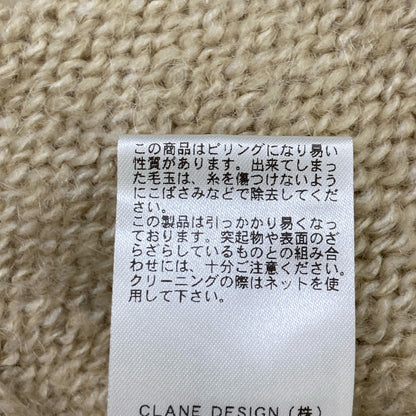 この商品はピリングになり易い
性質があります。出来てしまっ
た毛玉は、糸を傷つけないよう
にこばさみなどで除去してくだ
さい。
この製品は引っかかり易くなっ
ております。突起物や表面のざ
らざらしているものとの組み合
わせには、十分ご注意ください。
クリーニングの際はネットを使
用して下さい。
CLANE DESIGN (株)